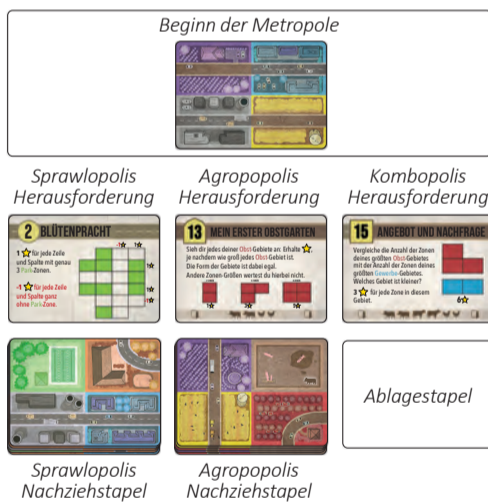 Beginn der Metropole
Sprawlopolis
Herausforderung
Agropopolis
Herausforderung
Kombopolis
Herausforderung
2 BLÜTENPRACHT
1 für jede Zeile
und Spalte mit genau
3 Park-Zonen.
-1 für jede Zeile
und Spalte ganz
ohne Park-Zone.
13 MEIN ERSTER OBSTGARTEN
Sieh dir jedes deiner Obst-Gebiete an: Erhalte
je nachdem wie groß jedes Obst-Gebiet ist.
Die Form der Gebiete ist dabei egal.
Andere Zonen-Größen wertest du hierbei nicht.
15 ANGEBOT UND NACHFRAGE
Vergleiche die Anzahl der Zonen
deines größten Obst-Gebietes
mit der Anzahl der Zonen deines
größten Gewerbe-Gebietes.
Welches Gebiet ist kleiner?
3 für jede Zone in diesem
Gebiet.
6
Ablagestapel
Sprawlopolis
Nachziehstapel
Agropopolis
Nachziehstapel